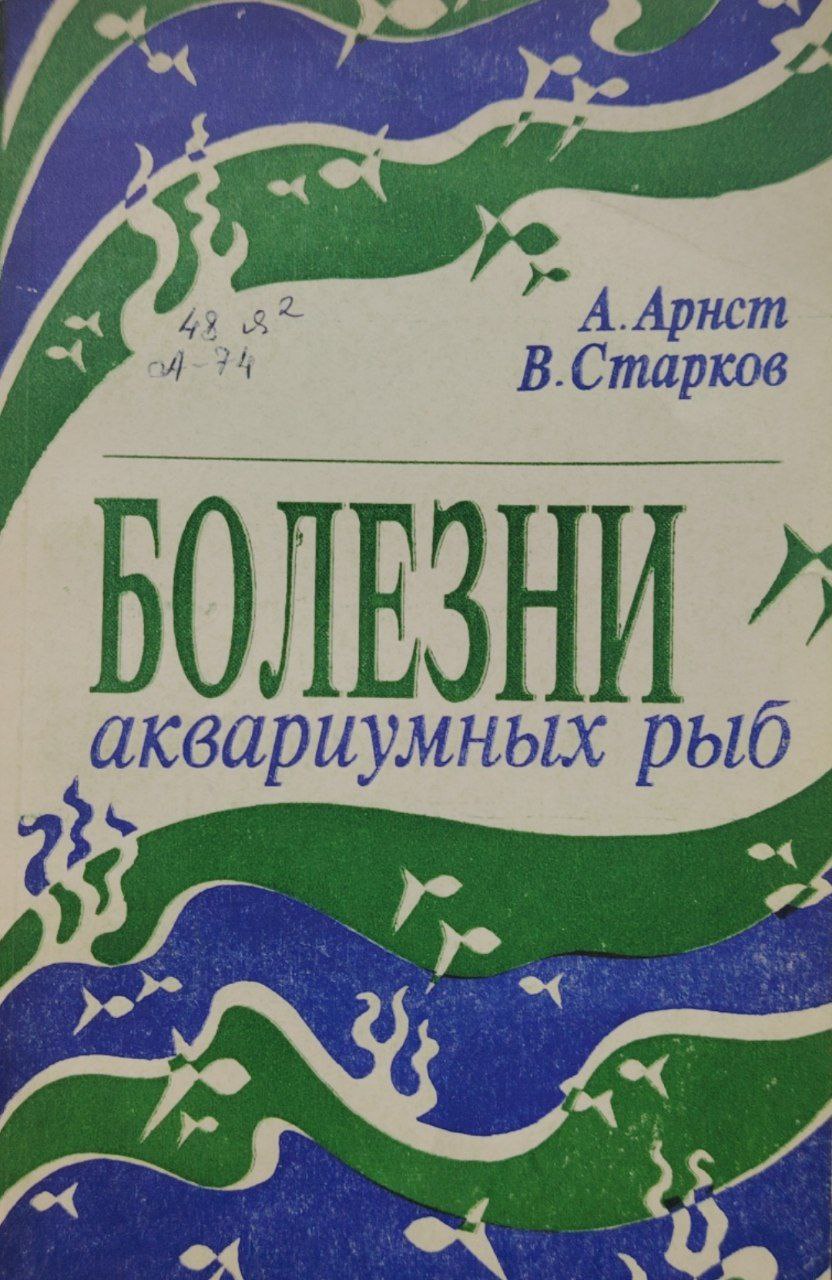 А. Арнст
В. Старков
48 я2
А-74
БОЛЕЗНИ
аквариумных рыб